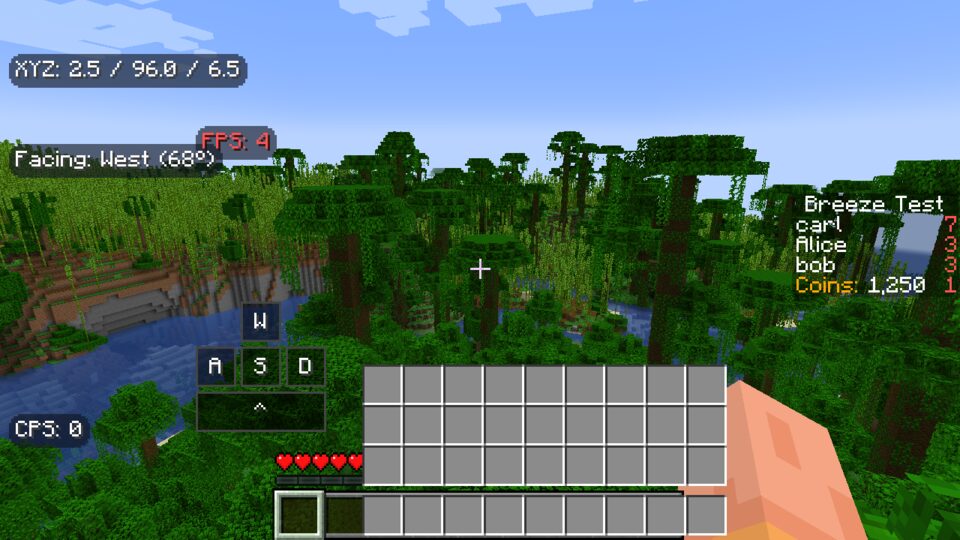 XYZ: 2.5 / 96.0 / 6.5
FPS: 4
Facing: West (68°)
Breeze Test
carl 7
Alice 3
bob 3
Coins: 1,250 1
W
A S D
^
CPS: 0